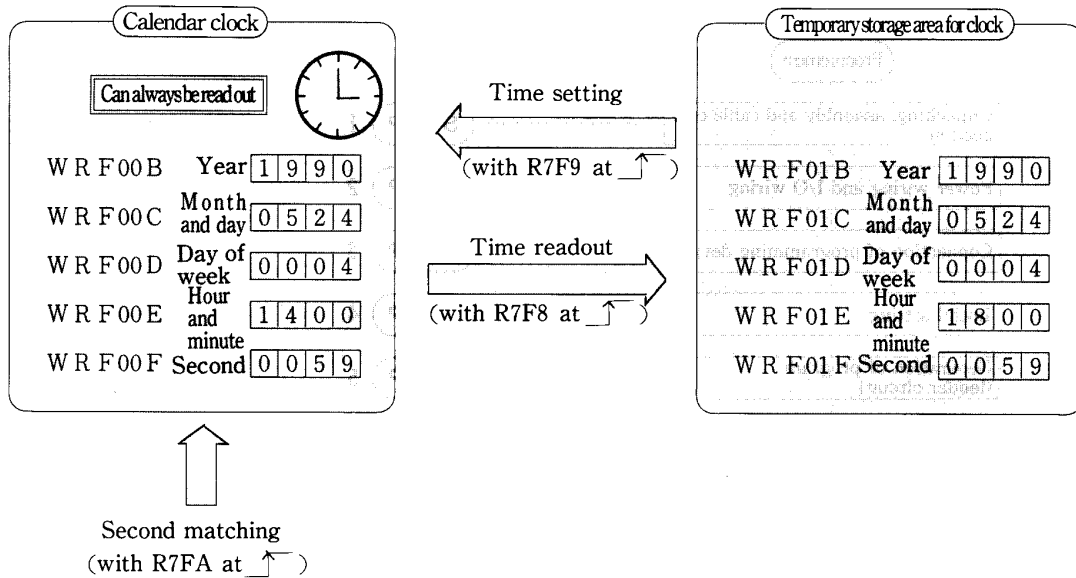 Calendar clock
Can always be read out
WRF00B Year 1990
WRF00C Month and day 0524
WRF00D Day of week 0004
WRF00E Hour and minute 1400
WRF00F Second 0059
Time setting
(with R7F9 at )
Time readout
(with R7F8 at )
Temporary storage area for clock
WRF01B Year 1990
WRF01C Month and day 0524
WRF01D Day of week 0004
WRF01E Hour and minute 1800
WRF01F Second 0059
Second matching
(with R7FA at )